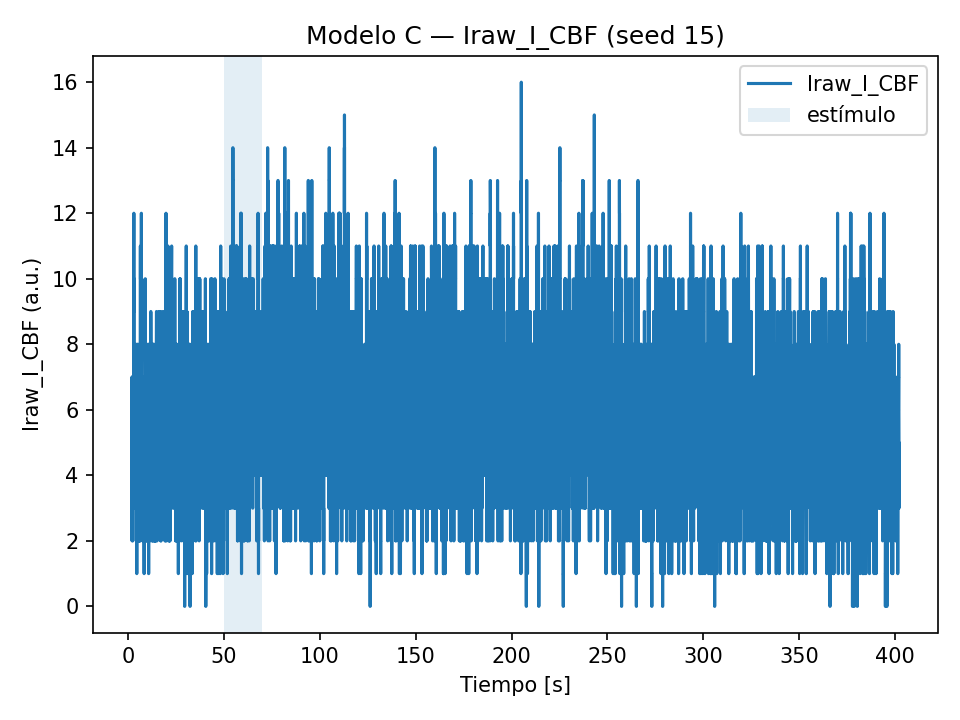 Modelo C — Iraw_I_CBF (seed 15)
Iraw_I_CBF
estímulo
Iraw_I_CBF (a.u.)
16
14
12
10
8
6
4
2
0
0 50 100 150 200 250 300 350 400
Tiempo [s]